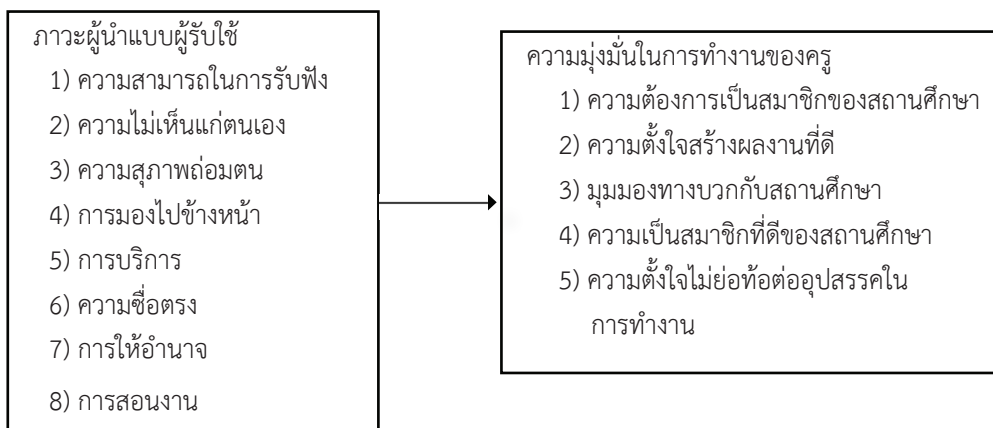 ภาวะผู้นำแบบผู้รับใช้
1) ความสามารถในการรับฟัง
2) ความไม่เห็นแก่ตนเอง
3) ความสุภาพถ่อมตน
4) การมองไปข้างหน้า
5) การบริการ
6) ความซื่อตรง
7) การให้อำนาจ
8) การสอนงาน
ความมุ่งมั่นในการทำงานของครู
1) ความต้องการเป็นสมาชิกของสถานศึกษา
2) ความตั้งใจสร้างผลงานที่ดี
3) มุมมองทางบวกกับสถานศึกษา
4) ความเป็นสมาชิกที่ดีของสถานศึกษา
5) ความตั้งใจไม่ย่อท้อต่ออุปสรรคใน
การทำงาน